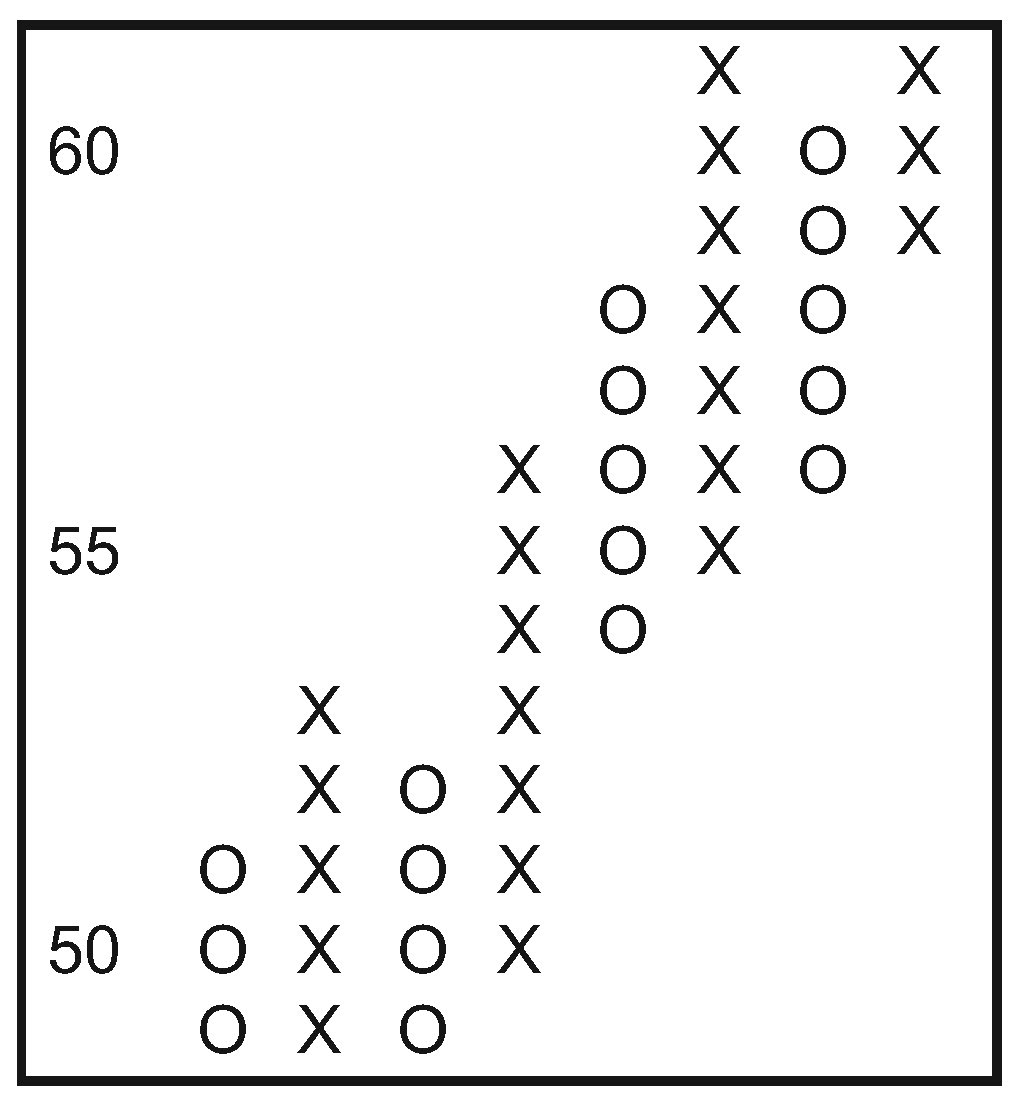 X X
60 X O X
X O X
O X O
O X O
X O X O
55 X O X
X O
X X
X O X
O X O X
50 O X O X
O X O